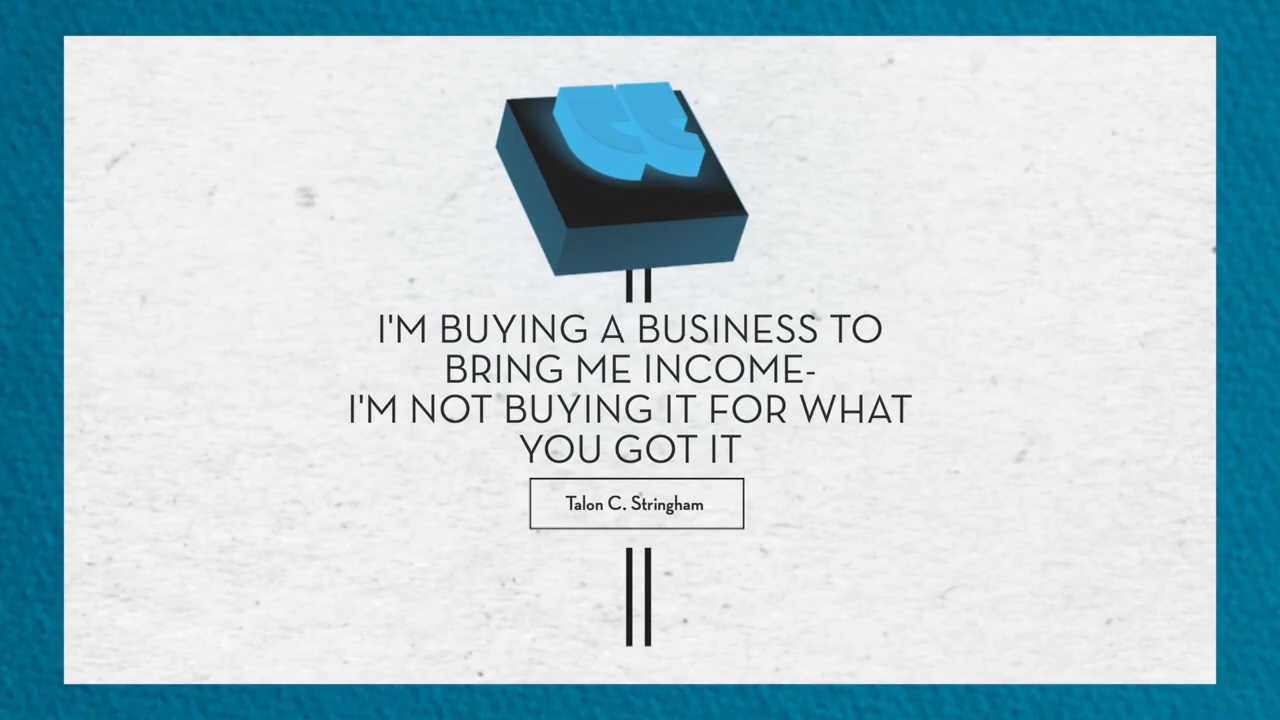 I'M BUYING A BUSINESS TO
BRING ME INCOME-
I'M NOT BUYING IT FOR WHAT
YOU GOT IT
Talon C. Stringham